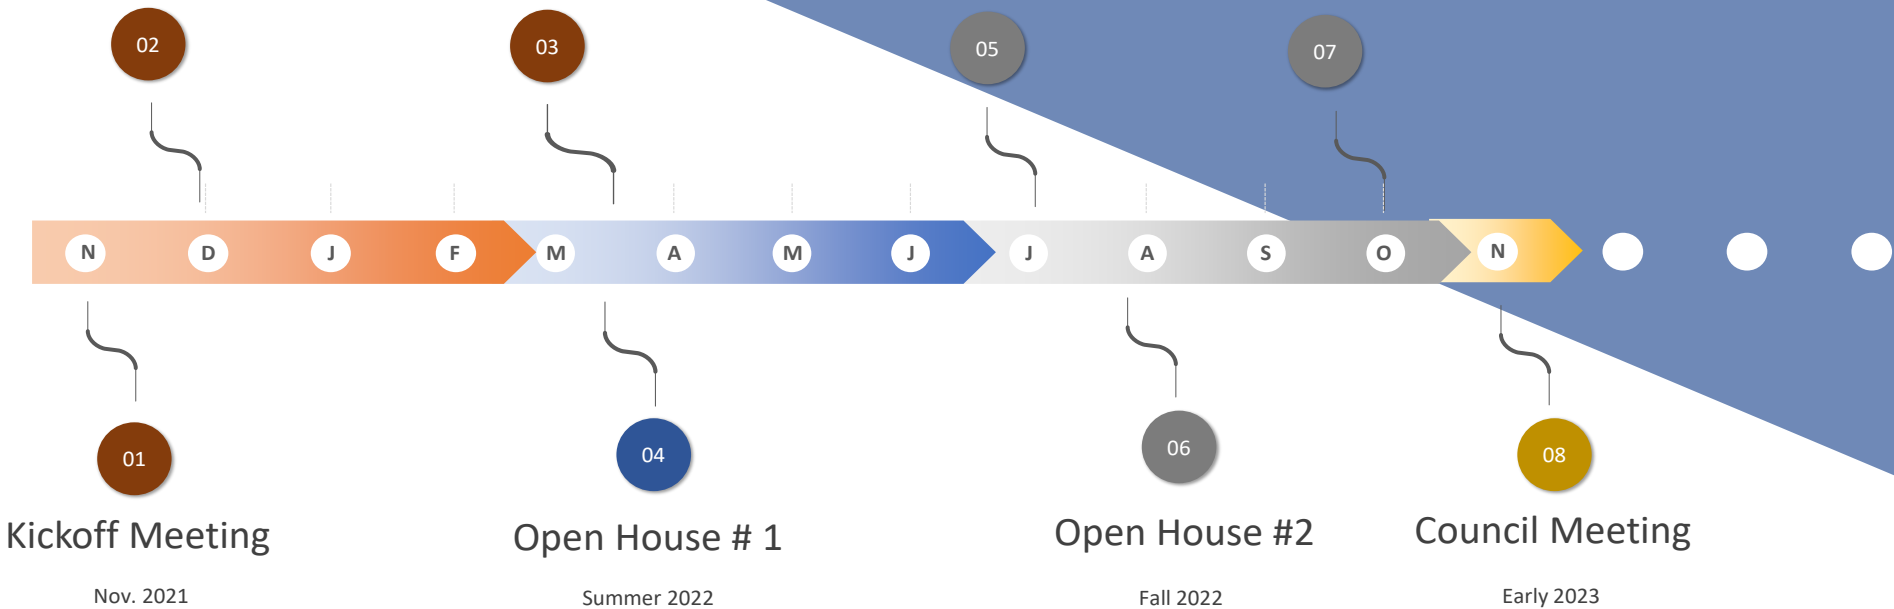 02
03
05
07
N D J F M A M J J A S O N
01
04
06
08
Kickoff Meeting
Open House # 1
Open House #2
Council Meeting
Nov. 2021
Summer 2022
Fall 2022
Early 2023